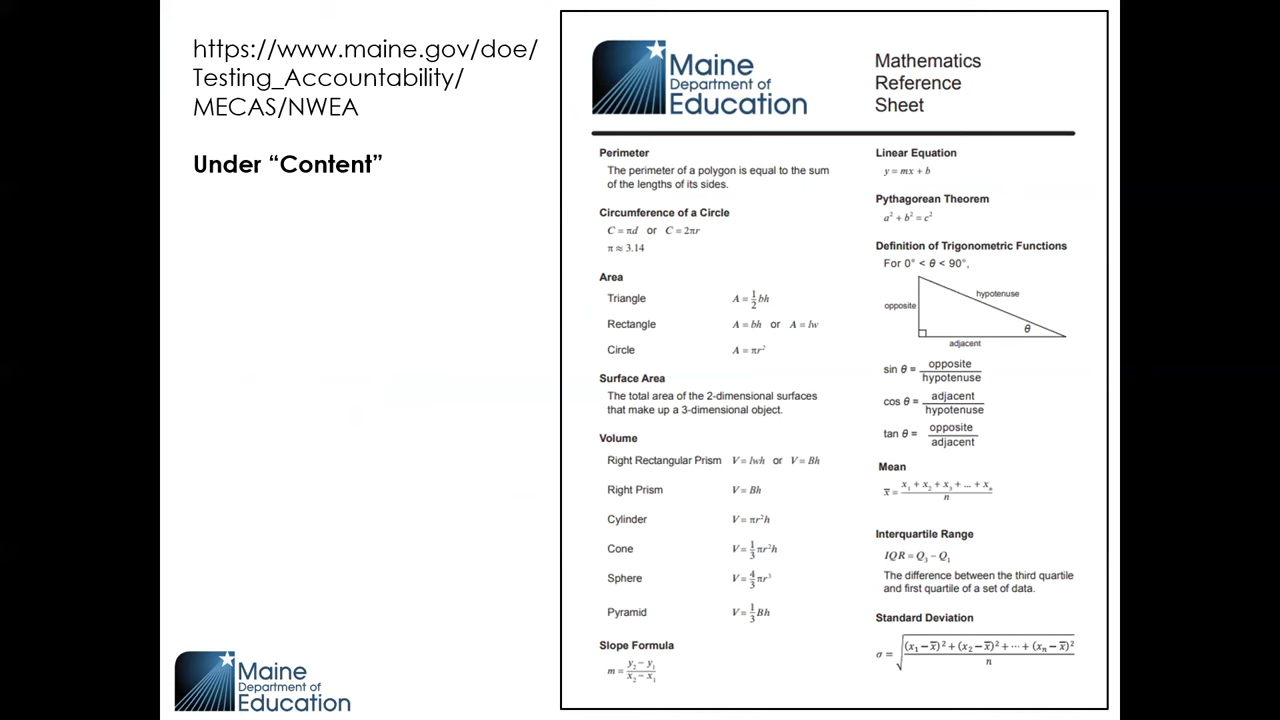 https://www.maine.gov/doe/
Testing_Accountability/
MECAS/NWEA
Under “Content”
Maine
Department of
Education
Mathematics
Reference
Sheet
Perimeter
The perimeter of a polygon is equal to the sum
of the lengths of its sides.
Circumference of a Circle
C = πd or C = 2πr
π ≈ 3.14
Area
Triangle A = 1/2 bh
Rectangle A = bh or A = lw
Circle A = πr²
Surface Area
The total area of the 2-dimensional surfaces
that make up a 3-dimensional object.
Volume
Right Rectangular Prism V = lwh or V = Bh
Right Prism V = Bh
Cylinder V = πr²h
Cone V = 1/3 πr²h
Sphere V = 4/3 πr³
Pyramid V = 1/3 Bh
Slope Formula
m = y₂ − y₁ / x₂ − x₁
Linear Equation
y = mx + b
Pythagorean Theorem
a² + b² = c²
Definition of Trigonometric Functions
For 0° < θ < 90°,
hypotenuse
opposite
θ
adjacent
sin θ = opposite / hypotenuse
cos θ = adjacent / hypotenuse
tan θ = opposite / adjacent
Mean
x̅ = x₁ + x₂ + x₃ + ... + xₙ / n
Interquartile Range
IQR = Q₃ − Q₁
The difference between the third quartile
and first quartile of a set of data.
Standard Deviation
σ = √((x₁ − x̅)² + (x₂ − x̅)² + ⋯ + (xₙ − x̅)² / n)
Maine
Department of
Education